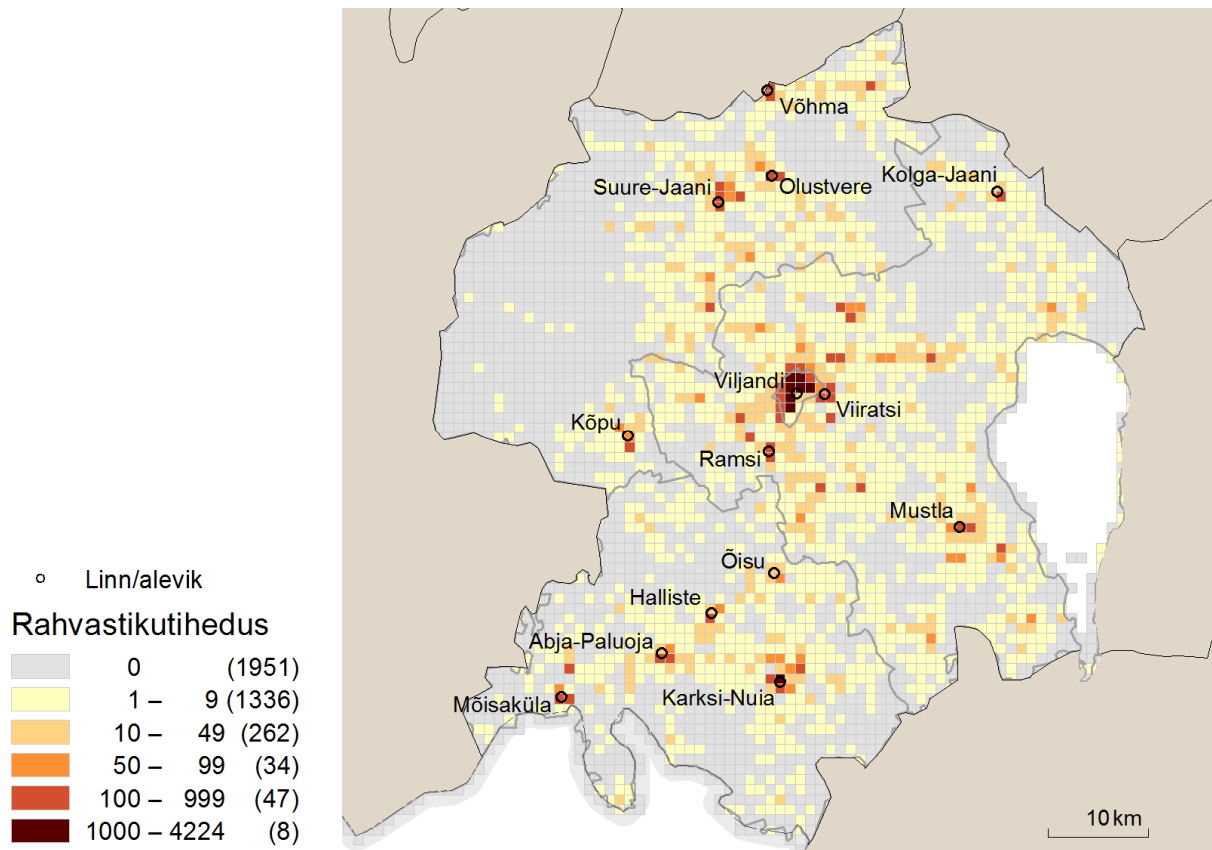 Võhma
Kolga-Jaani
Suure-Jaani
Olustvere
Viljandi
Viiratsi
Kõpu
Ramsi
Mustla
Õisu
Halliste
Abja-Paluoja
Mõisaküla
Karksi-Nuia
10 km
Linn/alevik
Rahvastikutihedus
0 (1951)
1 – 9 (1336)
10 – 49 (262)
50 – 99 (34)
100 – 999 (47)
1000 – 4224 (8)